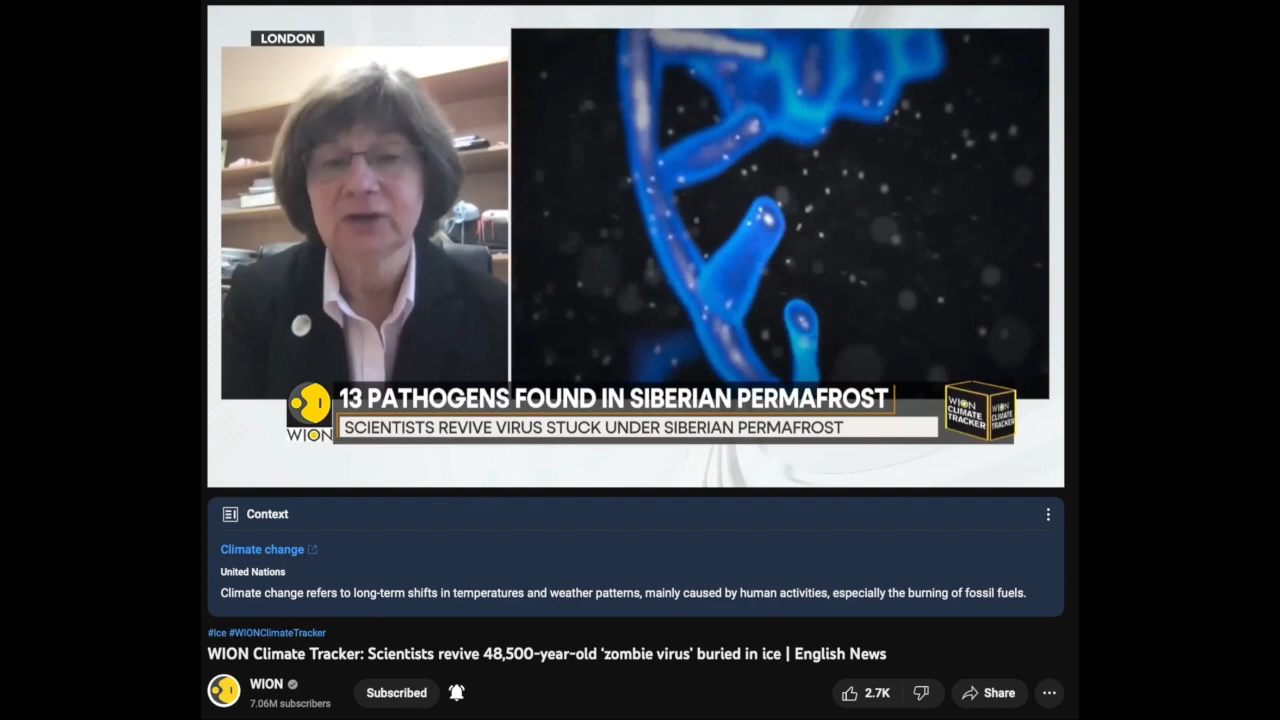 LONDON
13 PATHOGENS FOUND IN SIBERIAN PERMAFROST
SCIENTISTS REVIVE VIRUS STUCK UNDER SIBERIAN PERMAFROST
WION
WION
CLIMATE
TRACKER
WION
CLIMATE
TRACKER
Context
Climate change
United Nations
Climate change refers to long-term shifts in temperatures and weather patterns, mainly caused by human activities, especially the burning of fossil fuels.
#Ice #WIONClimateTracker
WION Climate Tracker: Scientists revive 48,500-year-old 'zombie virus' buried in ice | English News
WION
7.06M subscribers
Subscribed
2.7K
Share